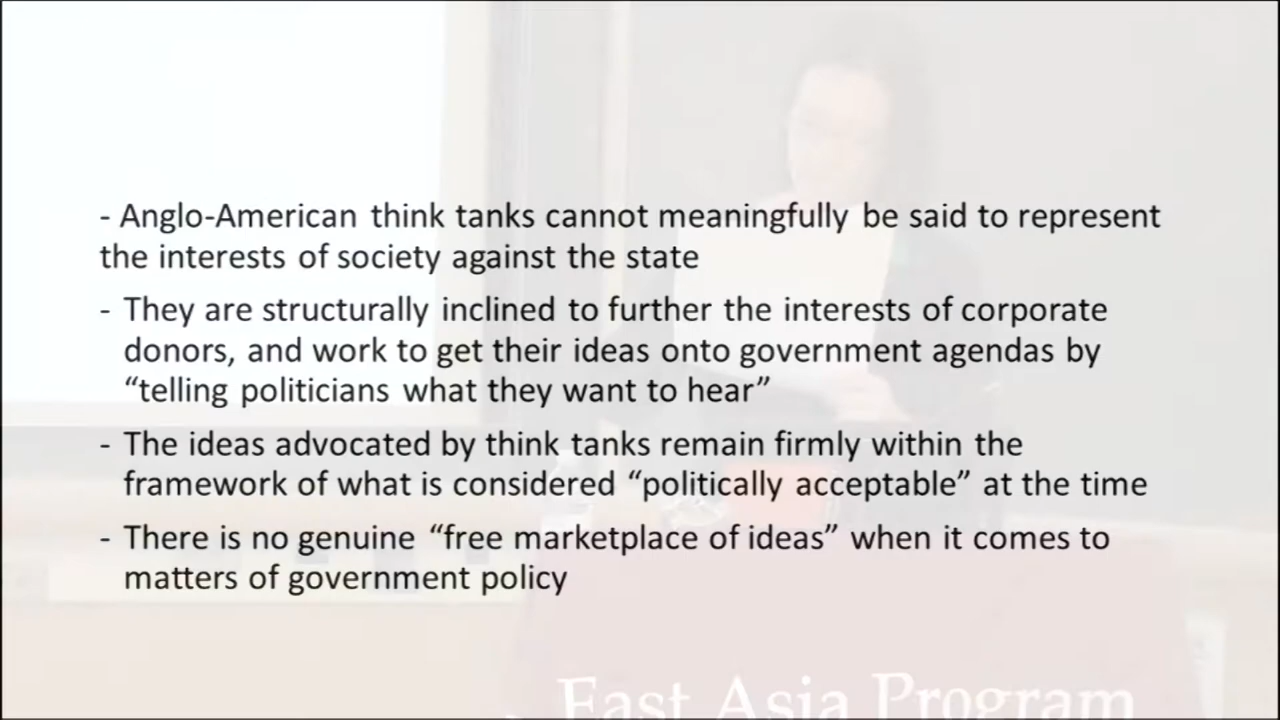 - Anglo-American think tanks cannot meaningfully be said to represent
the interests of society against the state
- They are structurally inclined to further the interests of corporate
donors, and work to get their ideas onto government agendas by
“telling politicians what they want to hear”
- The ideas advocated by think tanks remain firmly within the
framework of what is considered “politically acceptable” at the time
- There is no genuine “free marketplace of ideas” when it comes to
matters of government policy
East Asia Program